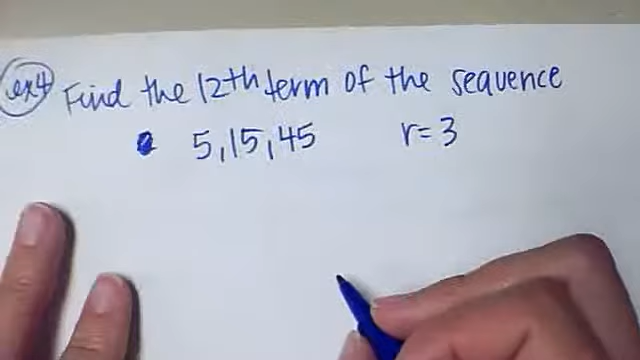 ex4 Find the 12th term of the sequence
5, 15, 45 r = 3